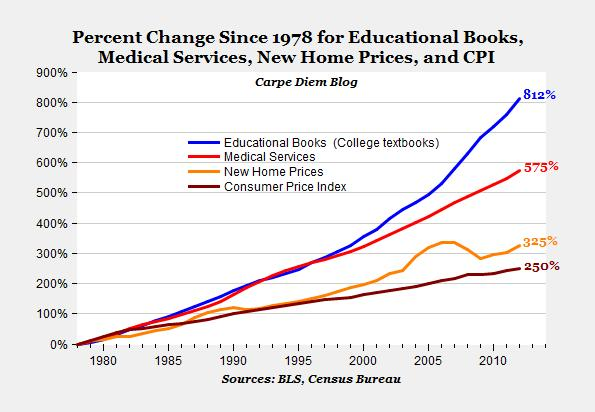 Percent Change Since 1978 for Educational Books,
Medical Services, New Home Prices, and CPI
900%
Carpe Diem Blog
800%
812%
700%
Educational Books (College textbooks)
Medical Services
New Home Prices
Consumer Price Index
600%
575%
500%
400%
325%
300%
250%
200%
100%
0%
1980 1985 1990 1995 2000 2005 2010
Sources: BLS, Census Bureau